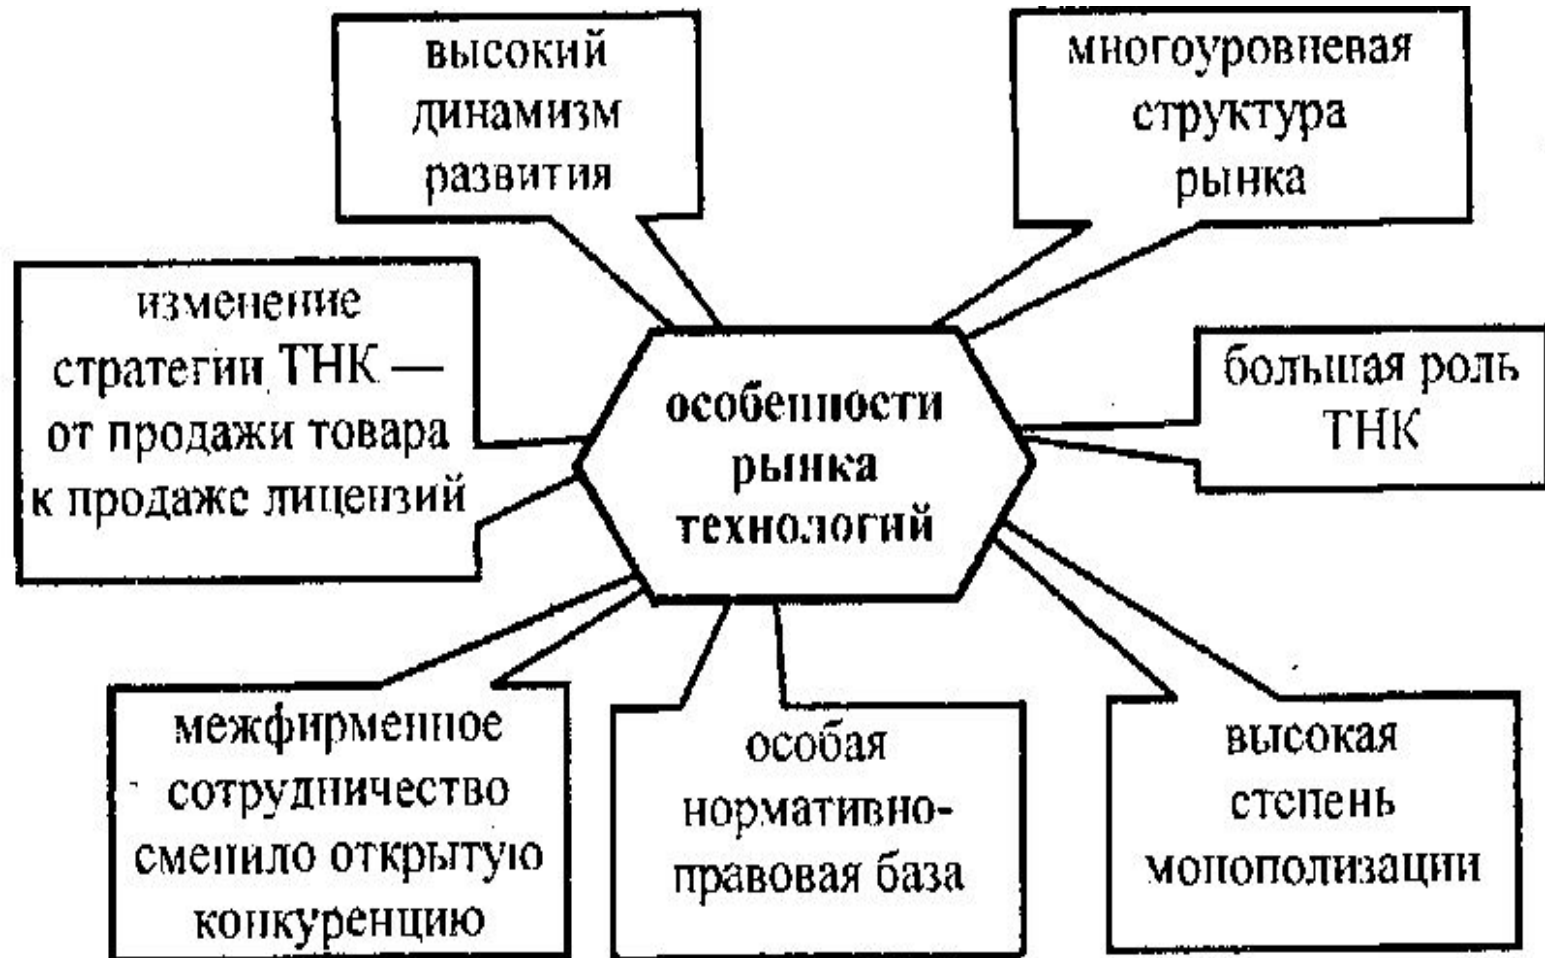 высокий
динамизм
развития
многоуровневая
структура
рынка
изменение
стратегии ТНК —
от продажи товара
к продаже лицензий
особенности
рынка
технологий
большая роль
ТНК
межфирменное
сотрудничество
сменило открытую
конкуренцию
особая
нормативно-
правовая база
высокая
степень
монополизации